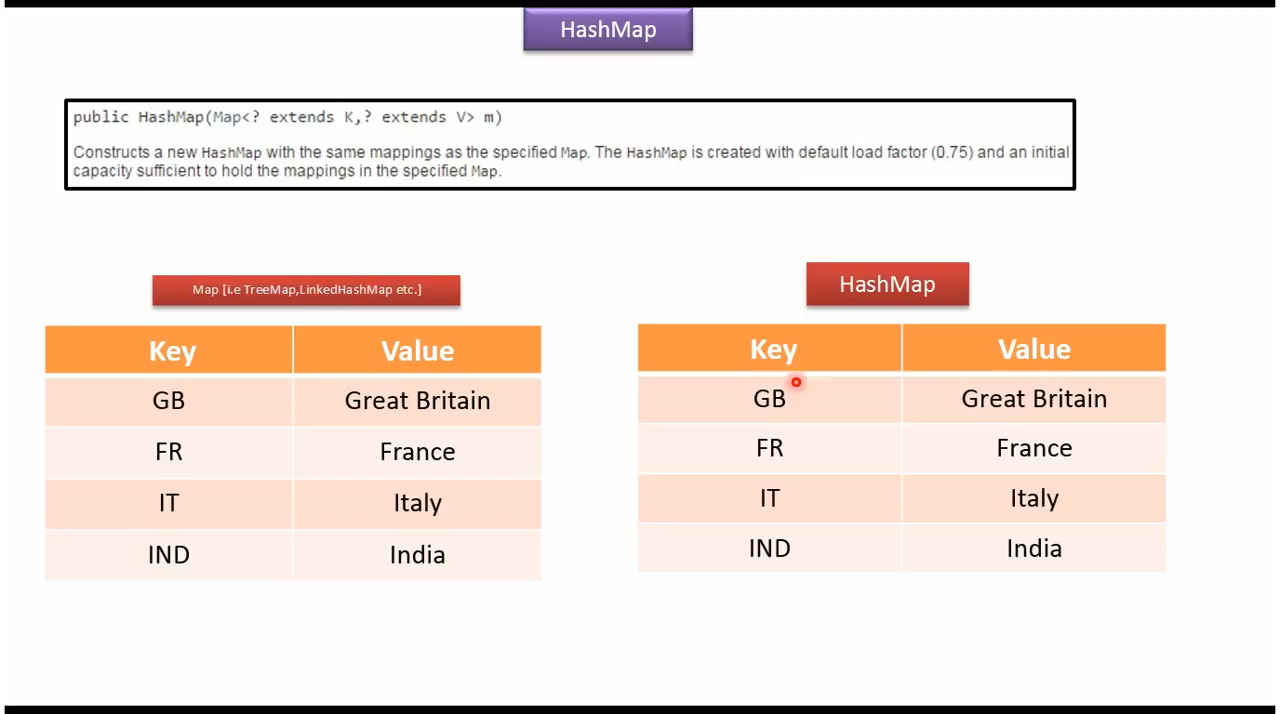 HashMap
public HashMap(Map<? extends K,? extends V> m)
Constructs a new HashMap with the same mappings as the specified Map. The HashMap is created with default load factor (0.75) and an initial
capacity sufficient to hold the mappings in the specified Map.
Map [i.e TreeMap,LinkedHashMap etc.]
Key Value
GB Great Britain
FR France
IT Italy
IND India
HashMap
Key Value
GB Great Britain
FR France
IT Italy
IND India